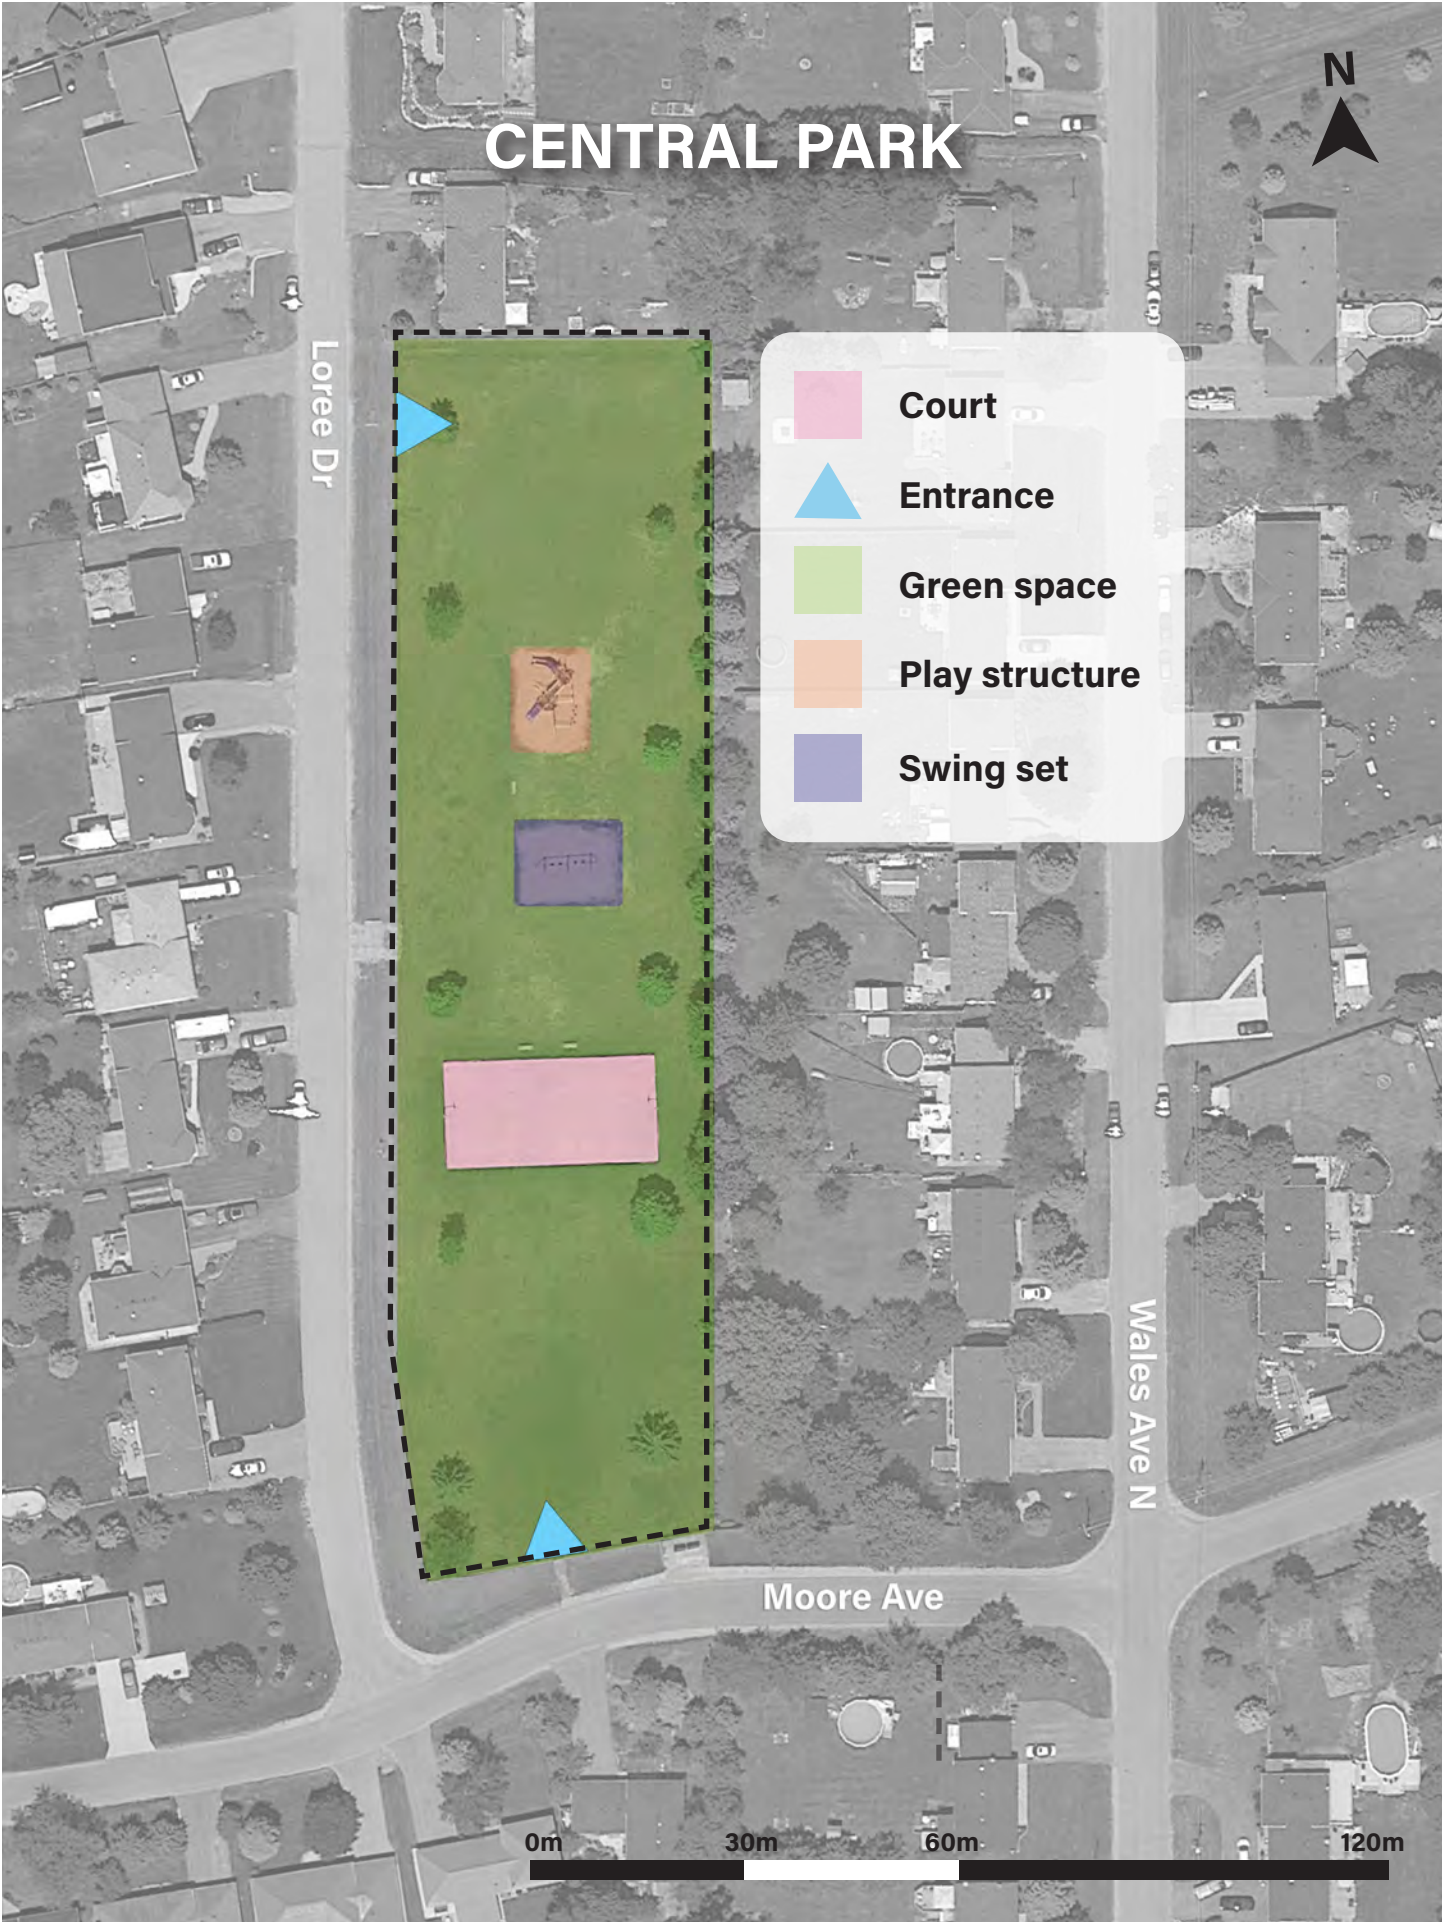 N
CENTRAL PARK
Loree Dr
Court
Entrance
Green space
Play structure
Swing set
Wales Ave N
Moore Ave
0m 30m 60m 120m